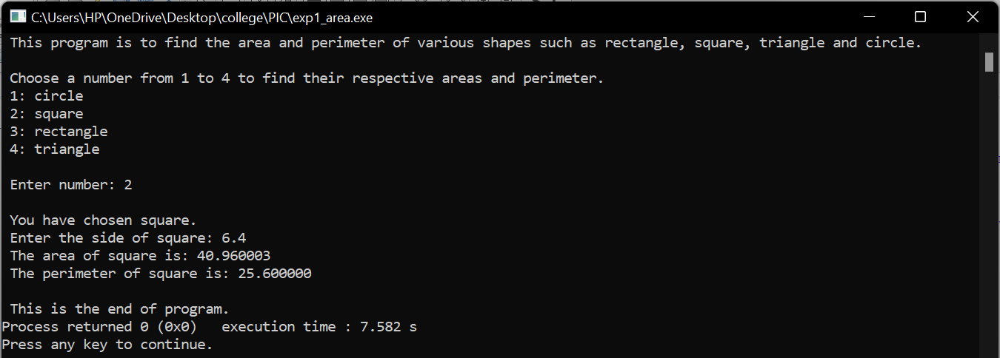 C:\Users\HP\OneDrive\Desktop\college\PIC\exp1_area.exe
This program is to find the area and perimeter of various shapes such as rectangle, square, triangle and circle.
Choose a number from 1 to 4 to find their respective areas and perimeter.
1: circle
2: square
3: rectangle
4: triangle
Enter number: 2
You have chosen square.
Enter the side of square: 6.4
The area of square is: 40.960003
The perimeter of square is: 25.600000
This is the end of program.
Process returned 0 (0x0)   execution time : 7.582 s
Press any key to continue.